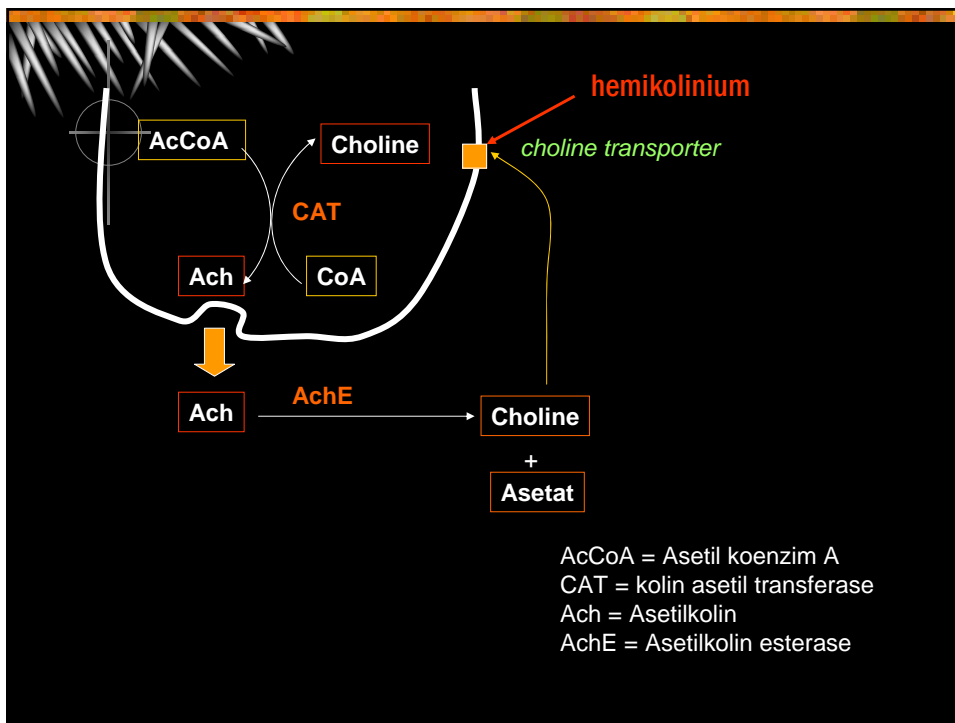 hemikolinium
AcCoA
Choline
choline transporter
CAT
Ach
CoA
Ach
AchE
Choline
+
Asetat
AcCoA = Asetil koenzim A
CAT = kolin asetil transferase
Ach = Asetilkolin
AchE = Asetilkolin esterase